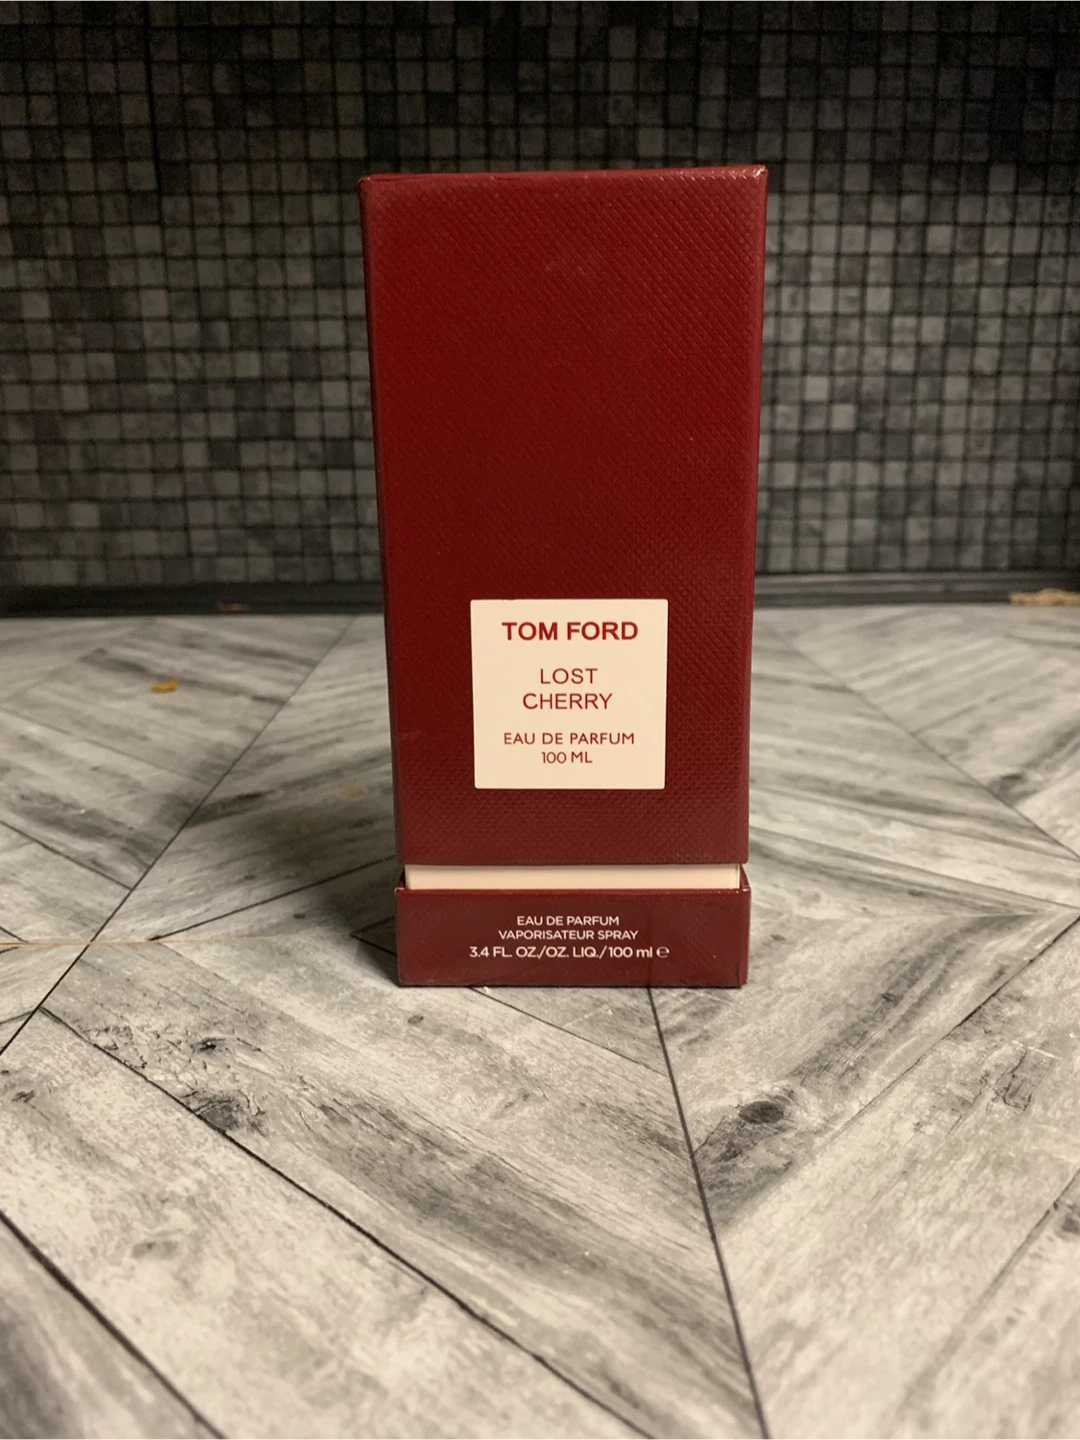 TOM FORD
LOST
CHERRY
EAU DE PARFUM
100 ML
EAU DE PARFUM
VAPORISATEUR SPRAY
3.4 FL. OZ./OZ. LIQ./100 ml ℮